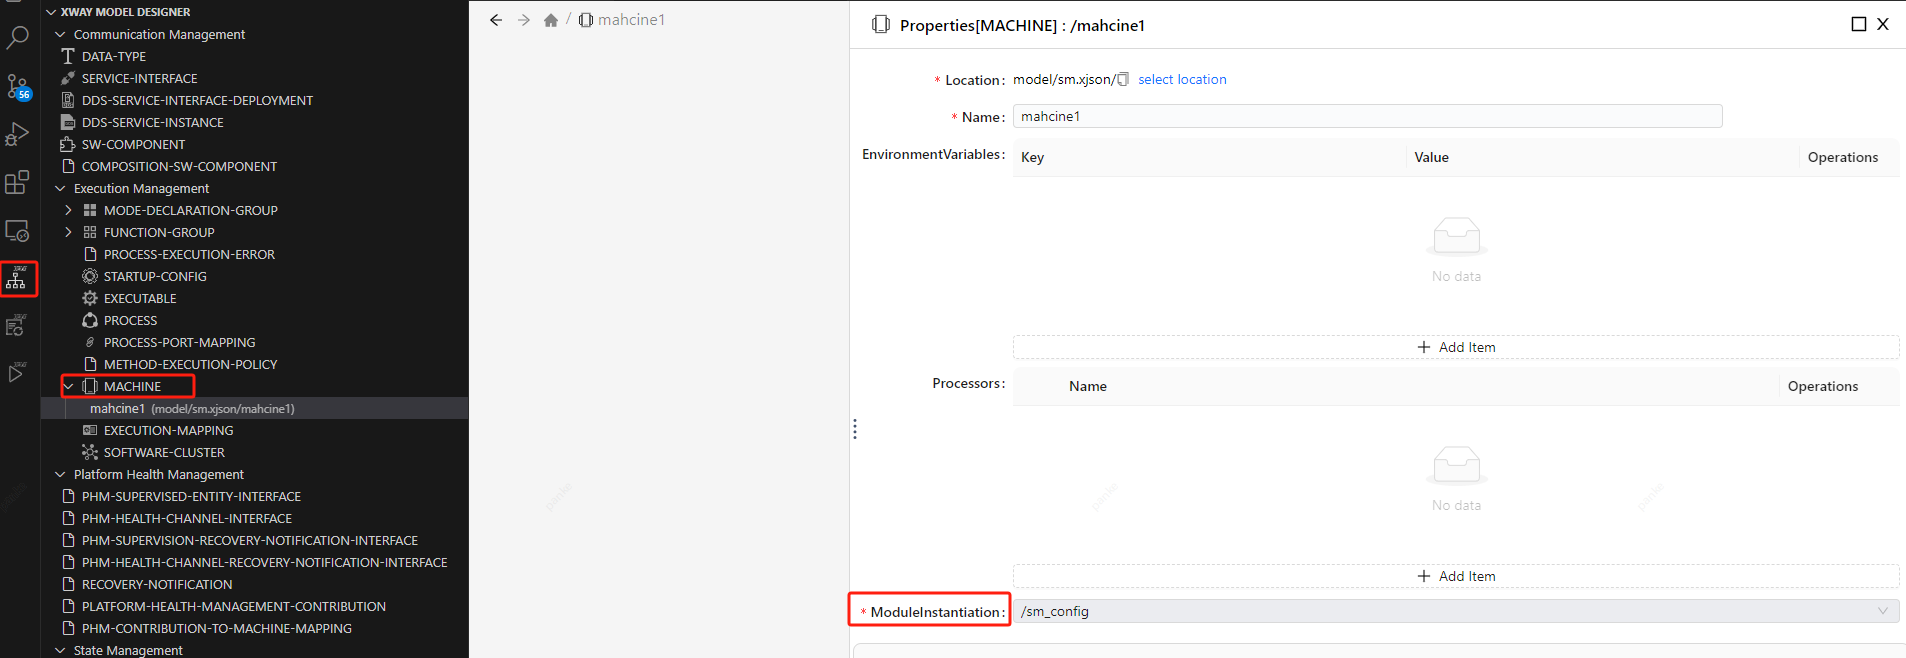 XWAY MODEL DESIGNER
Communication Management
DATA-TYPE
SERVICE-INTERFACE
DDS-SERVICE-INTERFACE-DEPLOYMENT
DDS-SERVICE-INSTANCE
SW-COMPONENT
COMPOSITION-SW-COMPONENT
Execution Management
MODE-DECLARATION-GROUP
FUNCTION-GROUP
PROCESS-EXECUTION-ERROR
STARTUP-CONFIG
EXECUTABLE
PROCESS
PROCESS-PORT-MAPPING
METHOD-EXECUTION-POLICY
MACHINE
mahcine1 (model/sm.xjson/mahcine1)
EXECUTION-MAPPING
SOFTWARE-CLUSTER
Platform Health Management
PHM-SUPERVISED-ENTITY-INTERFACE
PHM-HEALTH-CHANNEL-INTERFACE
PHM-SUPERVISION-RECOVERY-NOTIFICATION-INTERFACE
PHM-HEALTH-CHANNEL-RECOVERY-NOTIFICATION-INTERFACE
RECOVERY-NOTIFICATION
PLATFORM-HEALTH-MANAGEMENT-CONTRIBUTION
PHM-CONTRIBUTION-TO-MACHINE-MAPPING
State Management
56
/ mahcine1
Properties[MACHINE] : /mahcine1
* Location: model/sm.xjson/ select location
* Name: mahcine1
EnvironmentVariables: Key Value Operations
No data
+ Add Item
Processors: Name Operations
No data
+ Add Item
* ModuleInstantiation: /sm_config